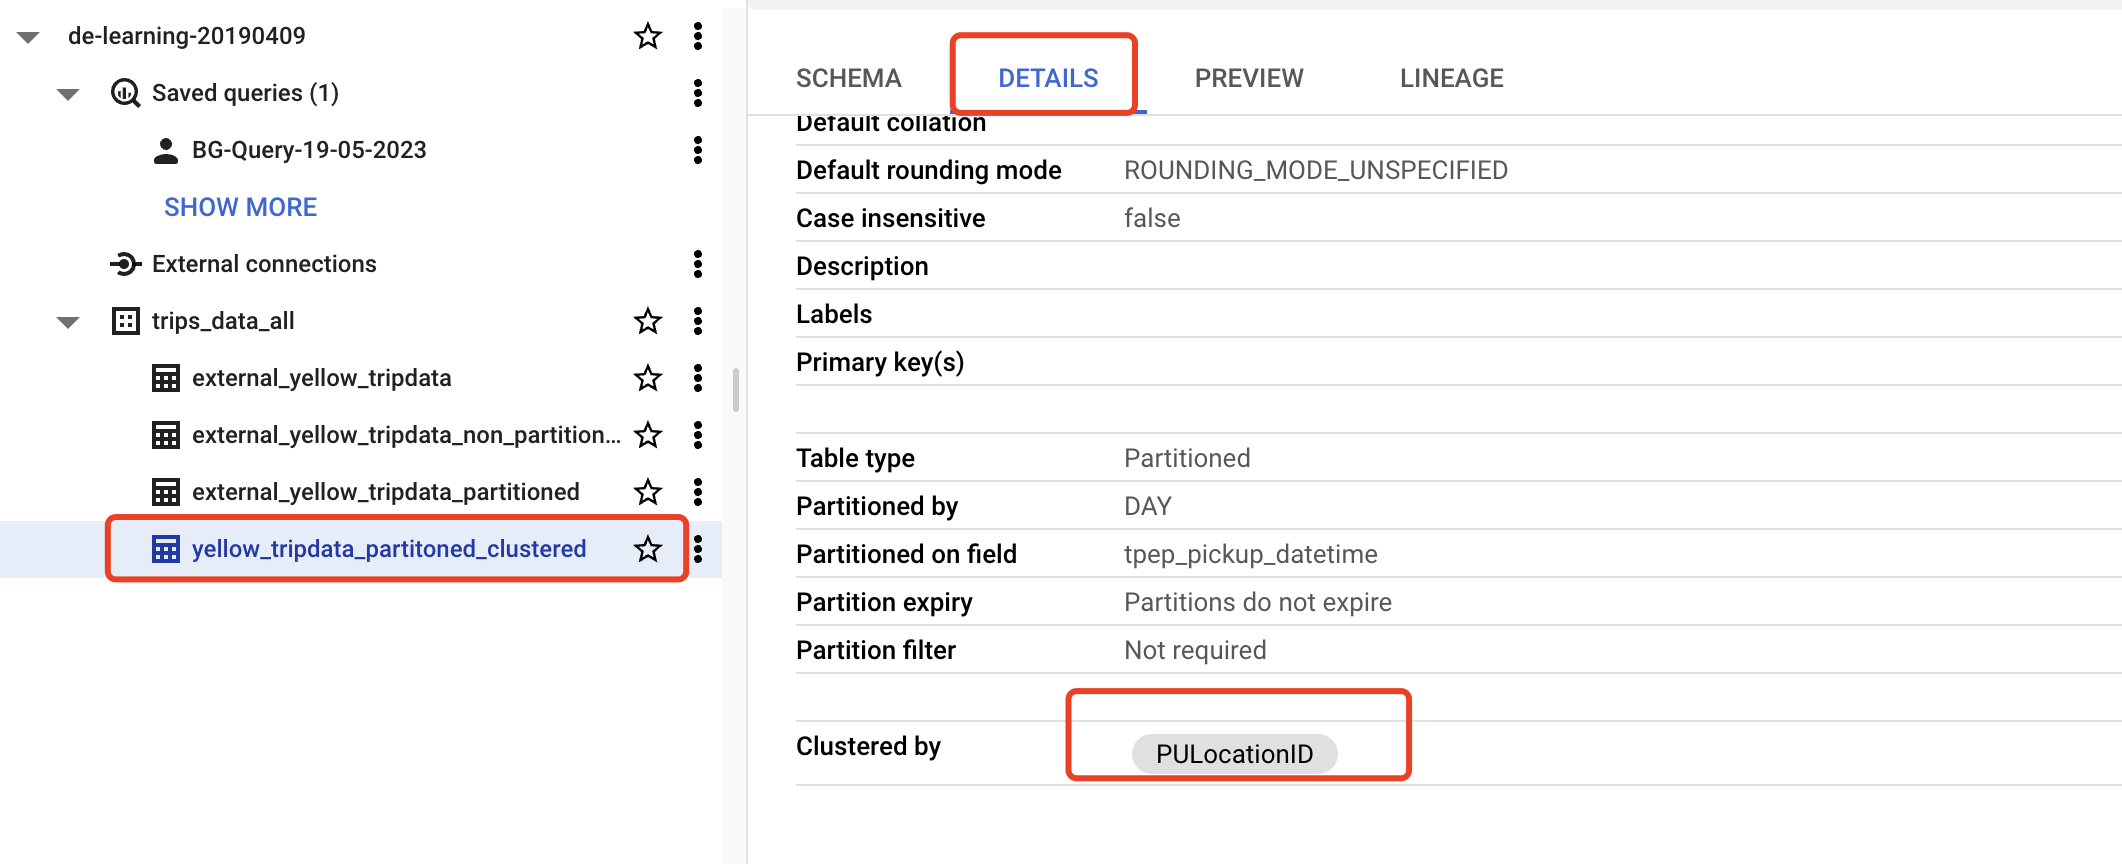 de-learning-20190409
Saved queries (1)
BG-Query-19-05-2023
SHOW MORE
External connections
trips_data_all
external_yellow_tripdata
external_yellow_tripdata_non_partition...
external_yellow_tripdata_partitioned
yellow_tripdata_partitoned_clustered
SCHEMA DETAILS PREVIEW LINEAGE
Default collation
Default rounding mode ROUNDING_MODE_UNSPECIFIED
Case insensitive false
Description
Labels
Primary key(s)
Table type Partitioned
Partitioned by DAY
Partitioned on field tpep_pickup_datetime
Partition expiry Partitions do not expire
Partition filter Not required
Clustered by PULocationID